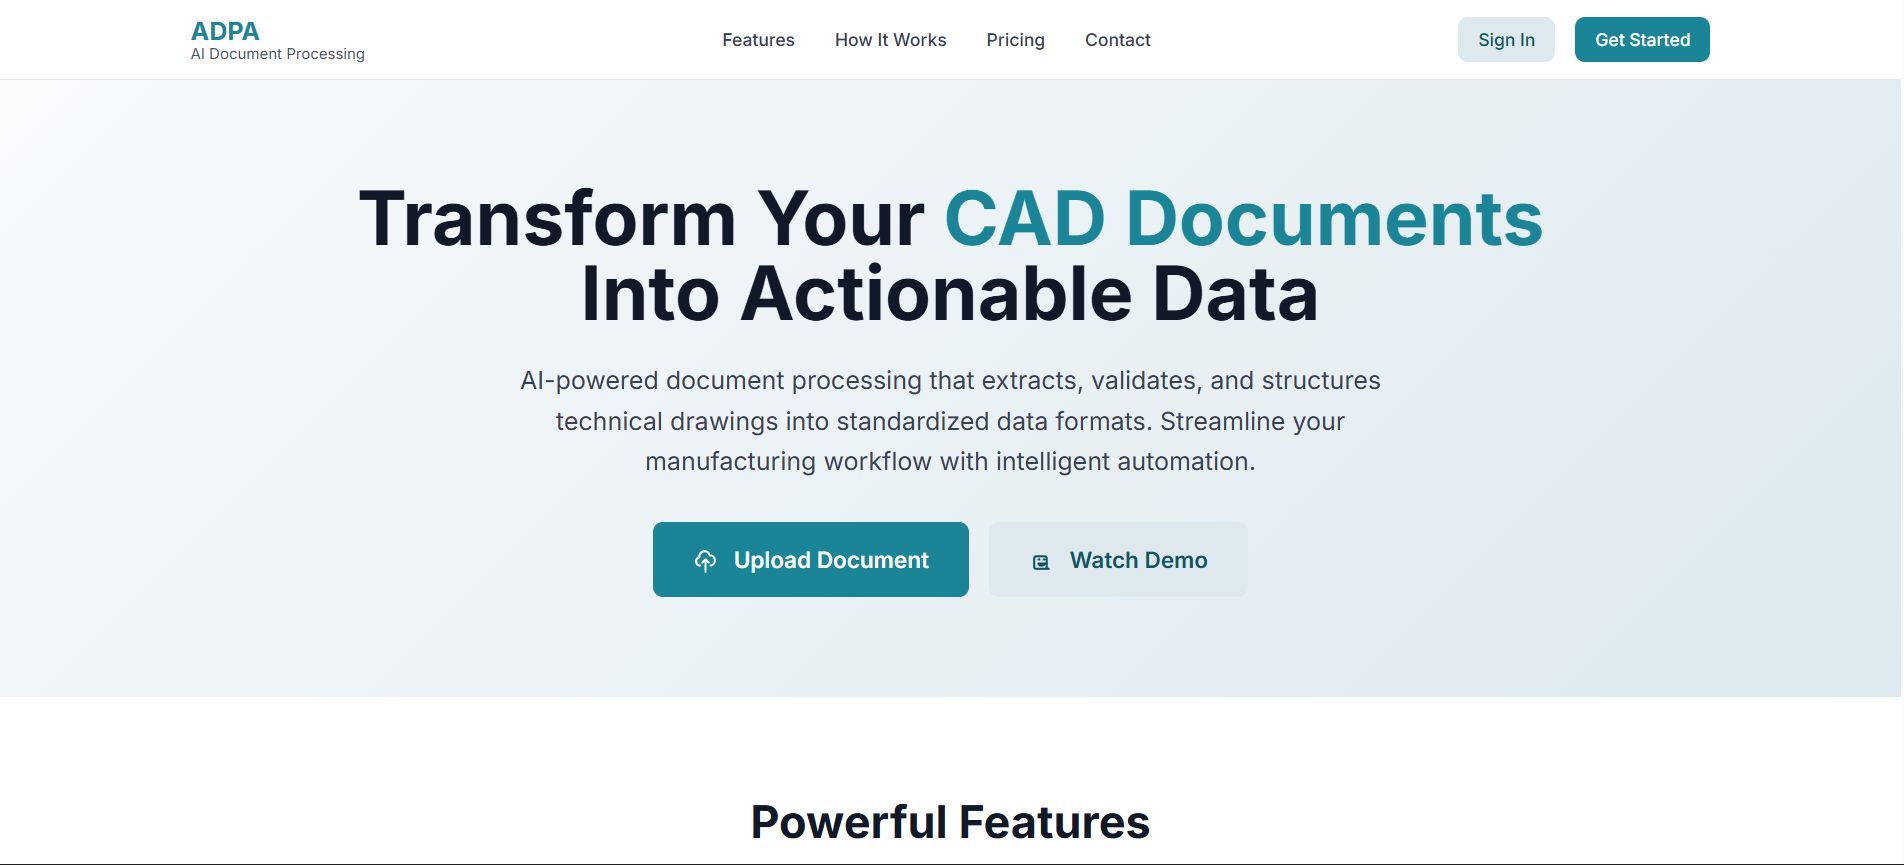 ADPA
AI Document Processing
Features
How It Works
Pricing
Contact
Sign In
Get Started
Transform Your CAD Documents
Into Actionable Data
AI-powered document processing that extracts, validates, and structures
technical drawings into standardized data formats. Streamline your
manufacturing workflow with intelligent automation.
Upload Document
Watch Demo
Powerful Features